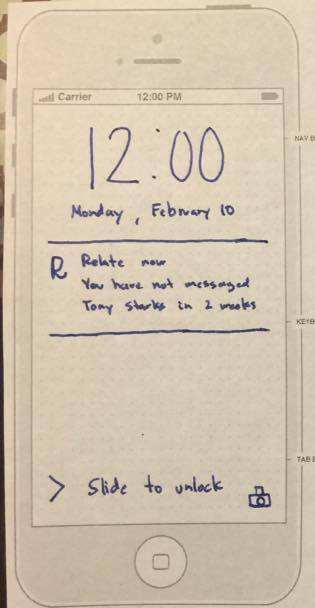 Carrier 12:00 PM
12:00
Monday, February 10
R Relate now
You have not messaged
Tony Starks in 2 weeks
> Slide to unlock
NAV B
KEYB
TAB B